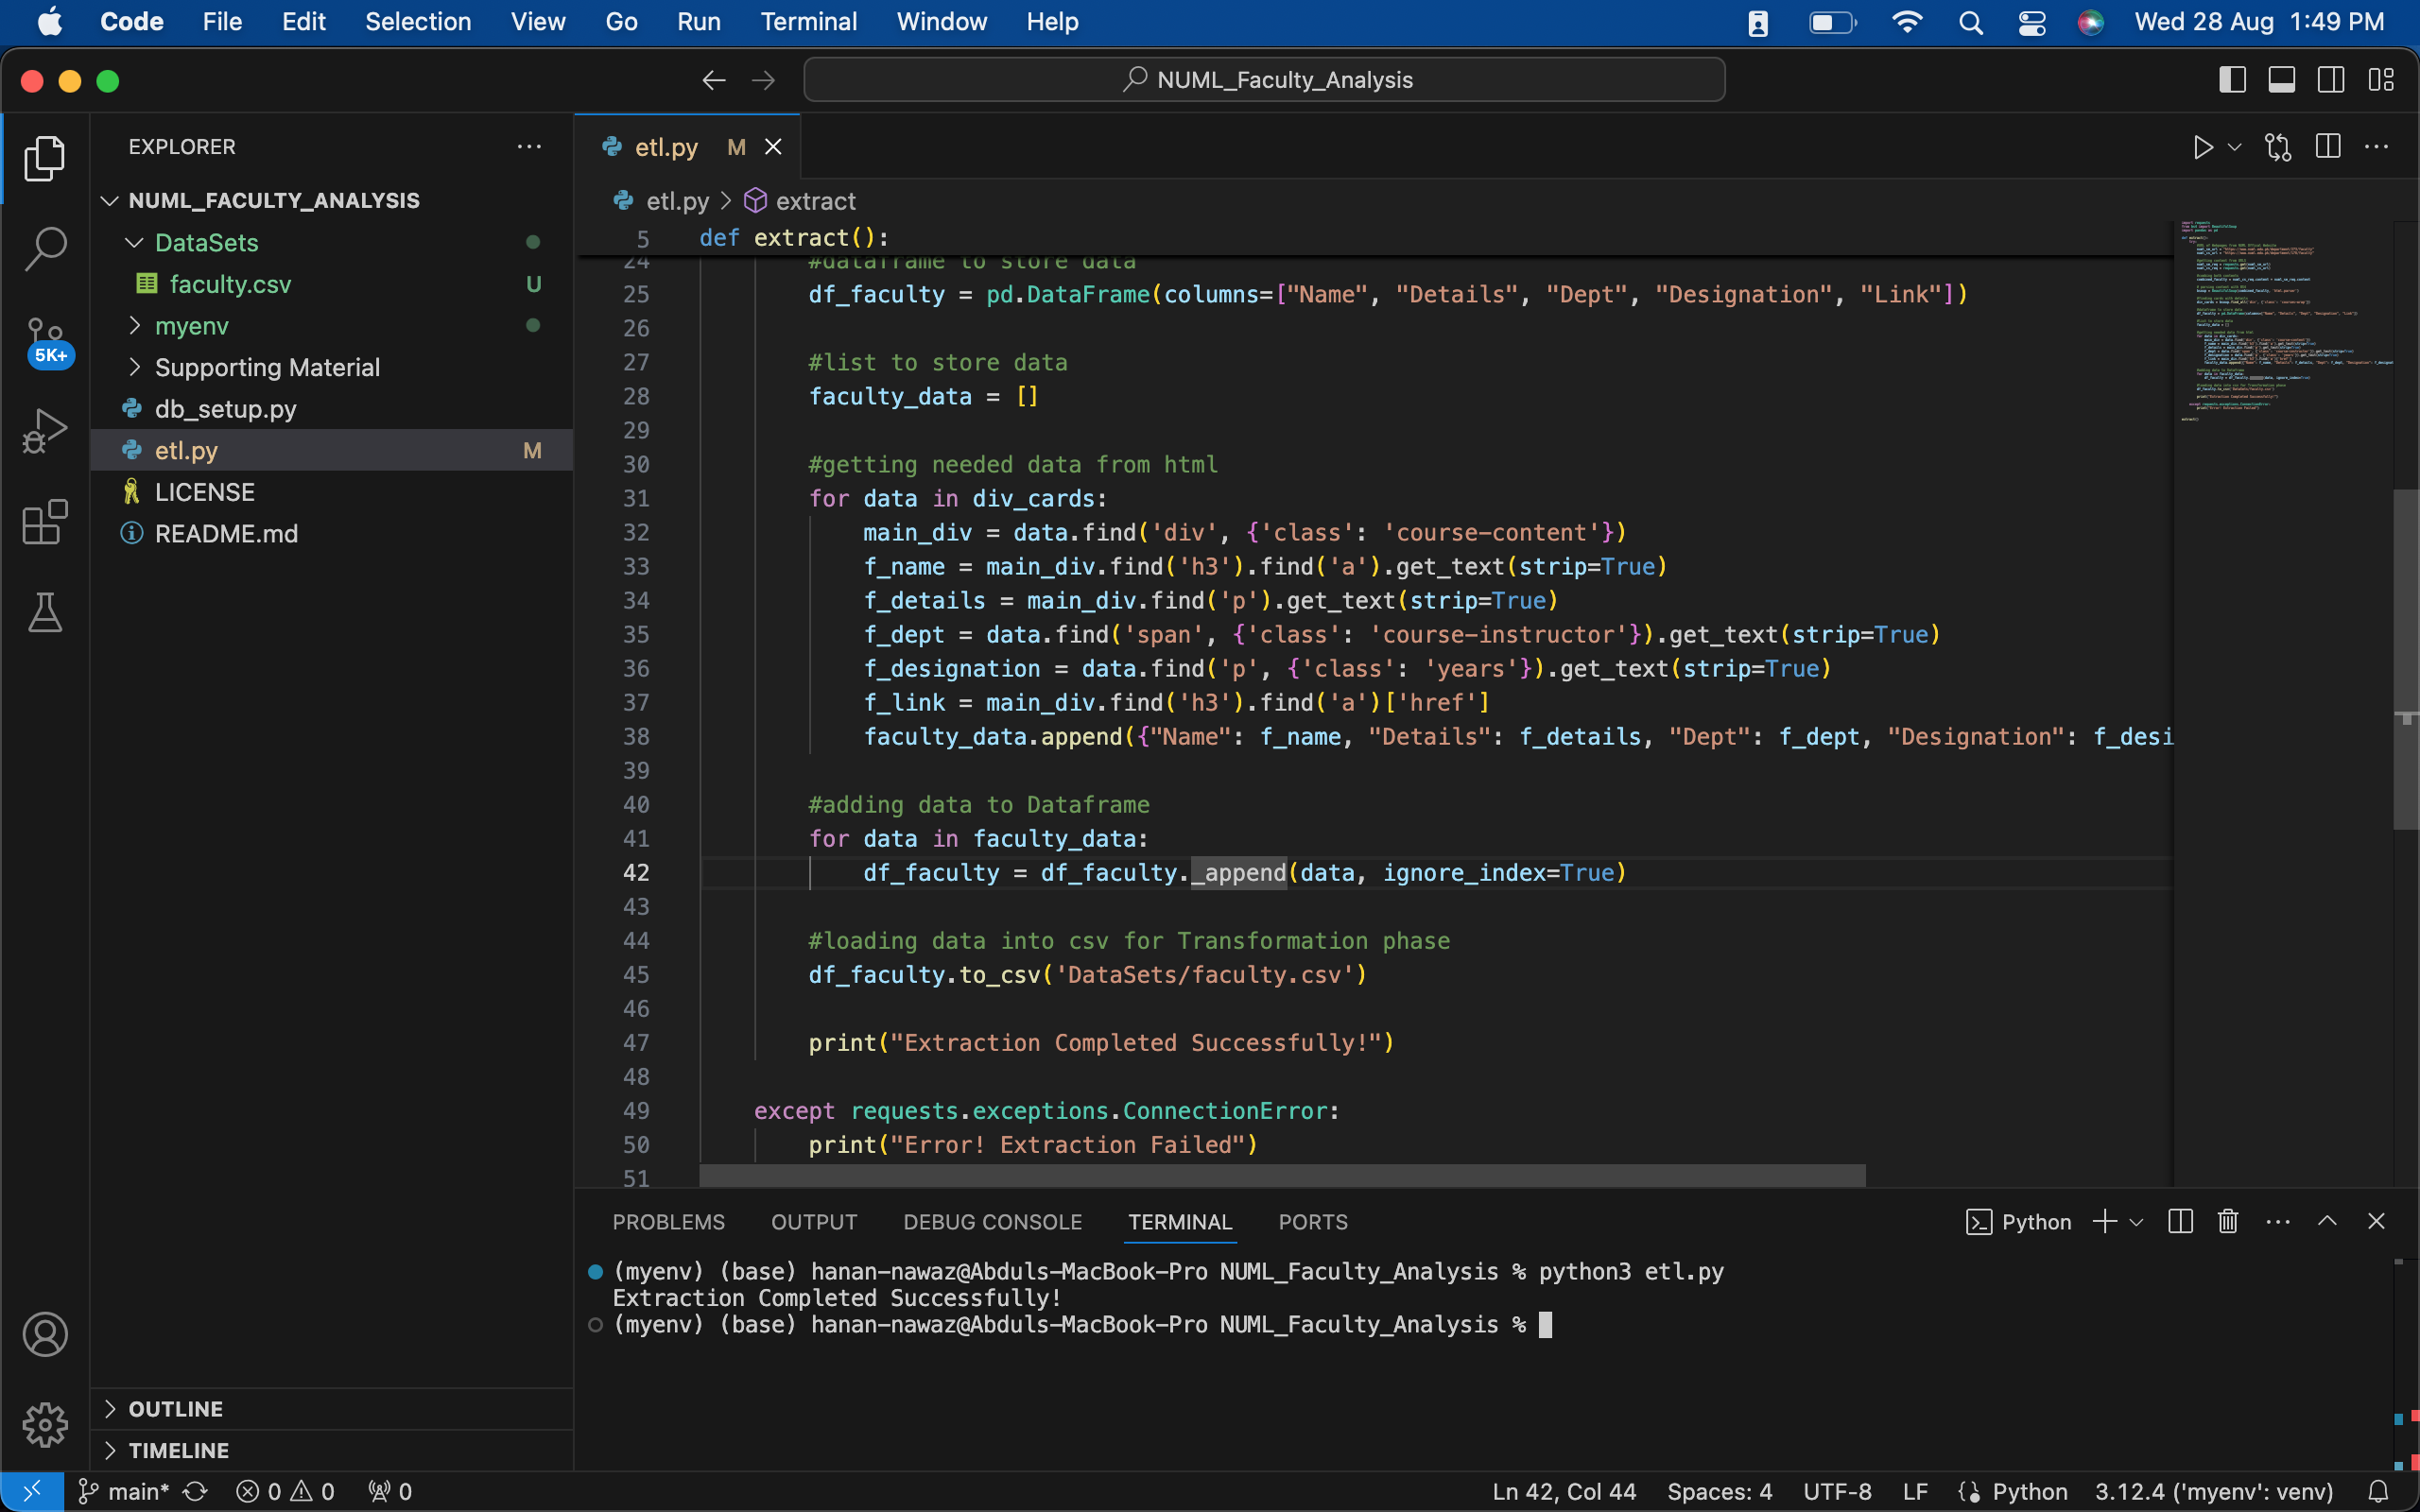 Code File Edit Selection View Go Run Terminal Window Help Wed 28 Aug 1:49 PM
NUML_Faculty_Analysis
EXPLORER
NUML_FACULTY_ANALYSIS
DataSets
faculty.csv U
myenv
Supporting Material
db_setup.py
etl.py M
LICENSE
README.md
5K+
OUTLINE
TIMELINE
etl.py M
etl.py > extract
5 def extract():
24 #dataframe to store data
25 df_faculty = pd.DataFrame(columns=["Name", "Details", "Dept", "Designation", "Link"])
26
27 #list to store data
28 faculty_data = []
29
30 #getting needed data from html
31 for data in div_cards:
32 main_div = data.find('div', {'class': 'course-content'})
33 f_name = main_div.find('h3').find('a').get_text(strip=True)
34 f_details = main_div.find('p').get_text(strip=True)
35 f_dept = data.find('span', {'class': 'course-instructor'}).get_text(strip=True)
36 f_designation = data.find('p', {'class': 'years'}).get_text(strip=True)
37 f_link = main_div.find('h3').find('a')['href']
38 faculty_data.append({"Name": f_name, "Details": f_details, "Dept": f_dept, "Designation": f_desi
39
40 #adding data to Dataframe
41 for data in faculty_data:
42 df_faculty = df_faculty._append(data, ignore_index=True)
43
44 #loading data into csv for Transformation phase
45 df_faculty.to_csv('DataSets/faculty.csv')
46
47 print("Extraction Completed Successfully!")
48
49 except requests.exceptions.ConnectionError:
50 print("Error! Extraction Failed")
51
PROBLEMS OUTPUT DEBUG CONSOLE TERMINAL PORTS Python
(myenv) (base) hanan-nawaz@Abduls-MacBook-Pro NUML_Faculty_Analysis % python3 etl.py
Extraction Completed Successfully!
(myenv) (base) hanan-nawaz@Abduls-MacBook-Pro NUML_Faculty_Analysis %
main* 0 0 0 Ln 42, Col 44 Spaces: 4 UTF-8 LF Python 3.12.4 ('myenv': venv)